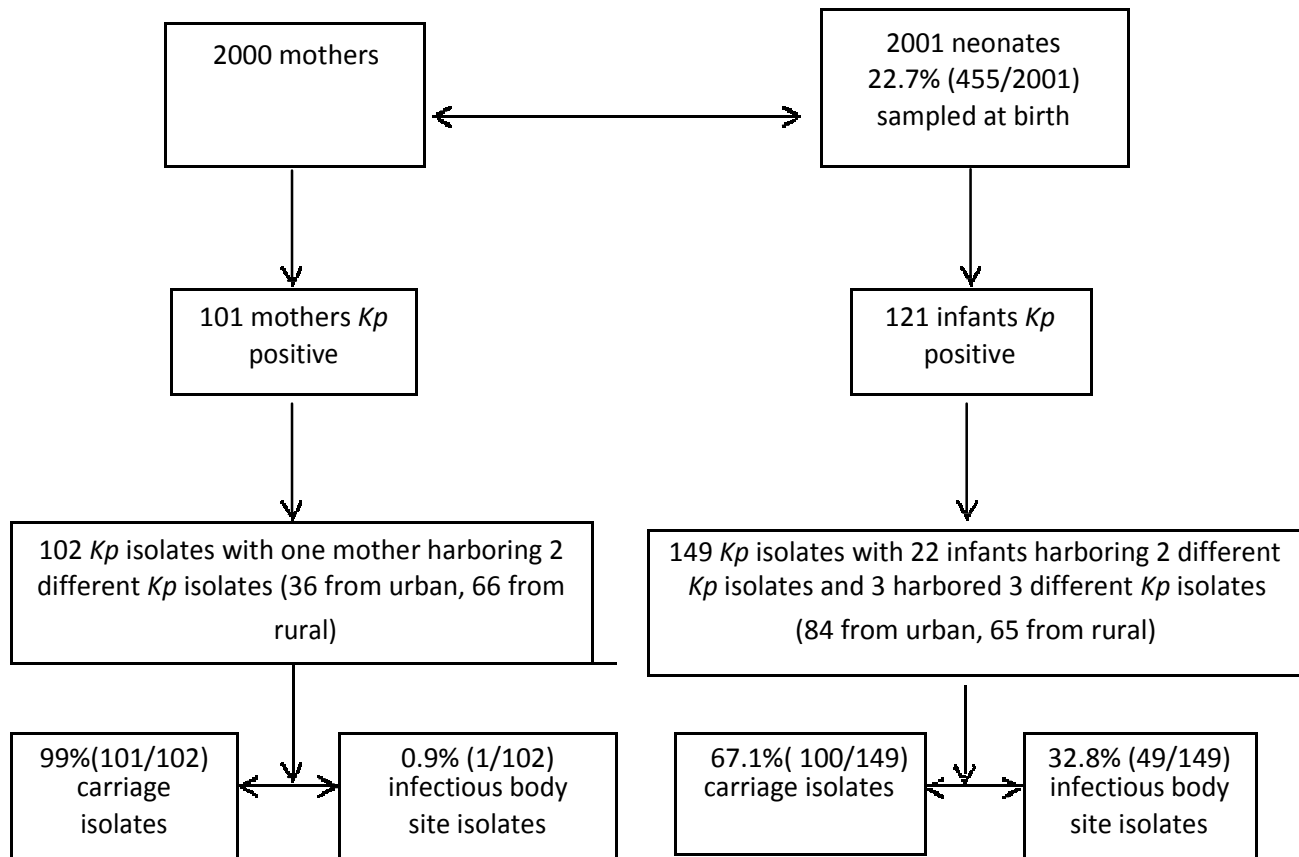 2000 mothers
2001 neonates
22.7% (455/2001)
sampled at birth
101 mothers Kp
positive
121 infants Kp
positive
102 Kp isolates with one mother harboring 2
different Kp isolates (36 from urban, 66 from
rural)
149 Kp isolates with 22 infants harboring 2 different
Kp isolates and 3 harbored 3 different Kp isolates
(84 from urban, 65 from rural)
99%(101/102)
carriage
isolates
0.9% (1/102)
infectious body
site isolates
67.1%( 100/149)
carriage isolates
32.8% (49/149)
infectious body
site isolates